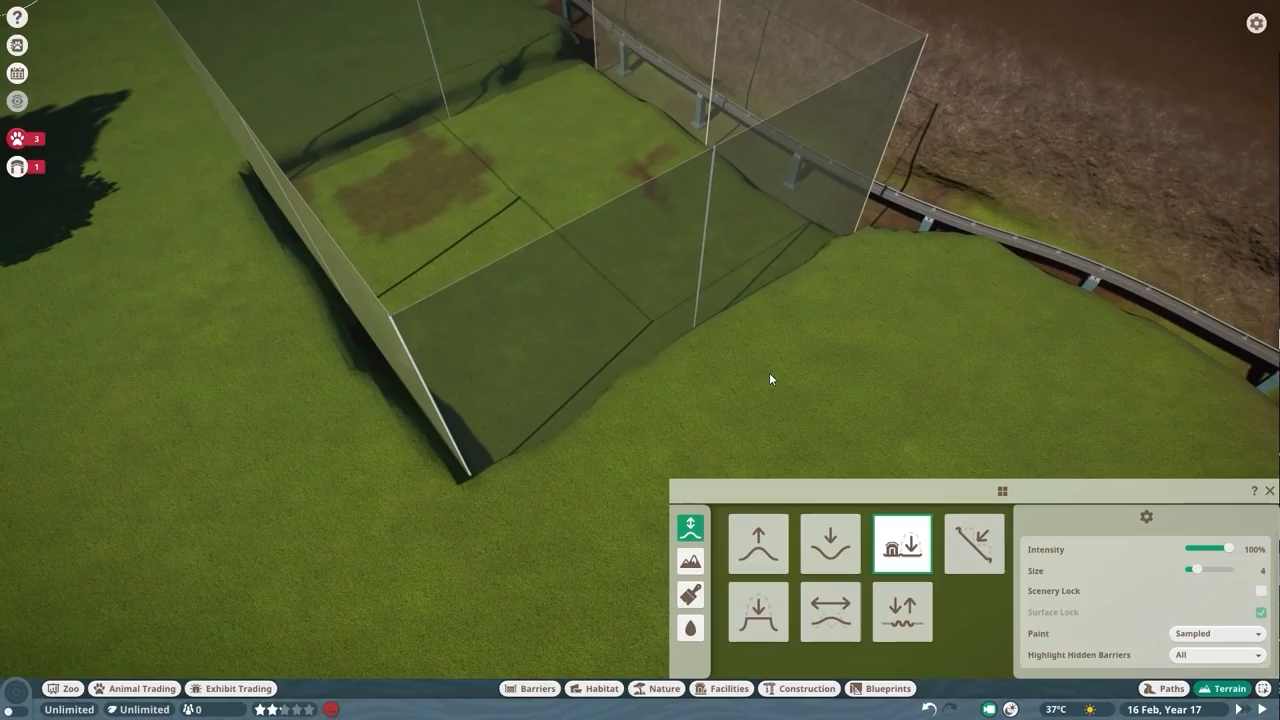 ?
3
1
? ×
Intensity 100%
Size 4
Scenery Lock
Surface Lock
Paint Sampled
Highlight Hidden Barriers All
Zoo Animal Trading Exhibit Trading Barriers Habitat Nature Facilities Construction Blueprints Paths Terrain
Unlimited Unlimited 0 37°C 16 Feb, Year 17